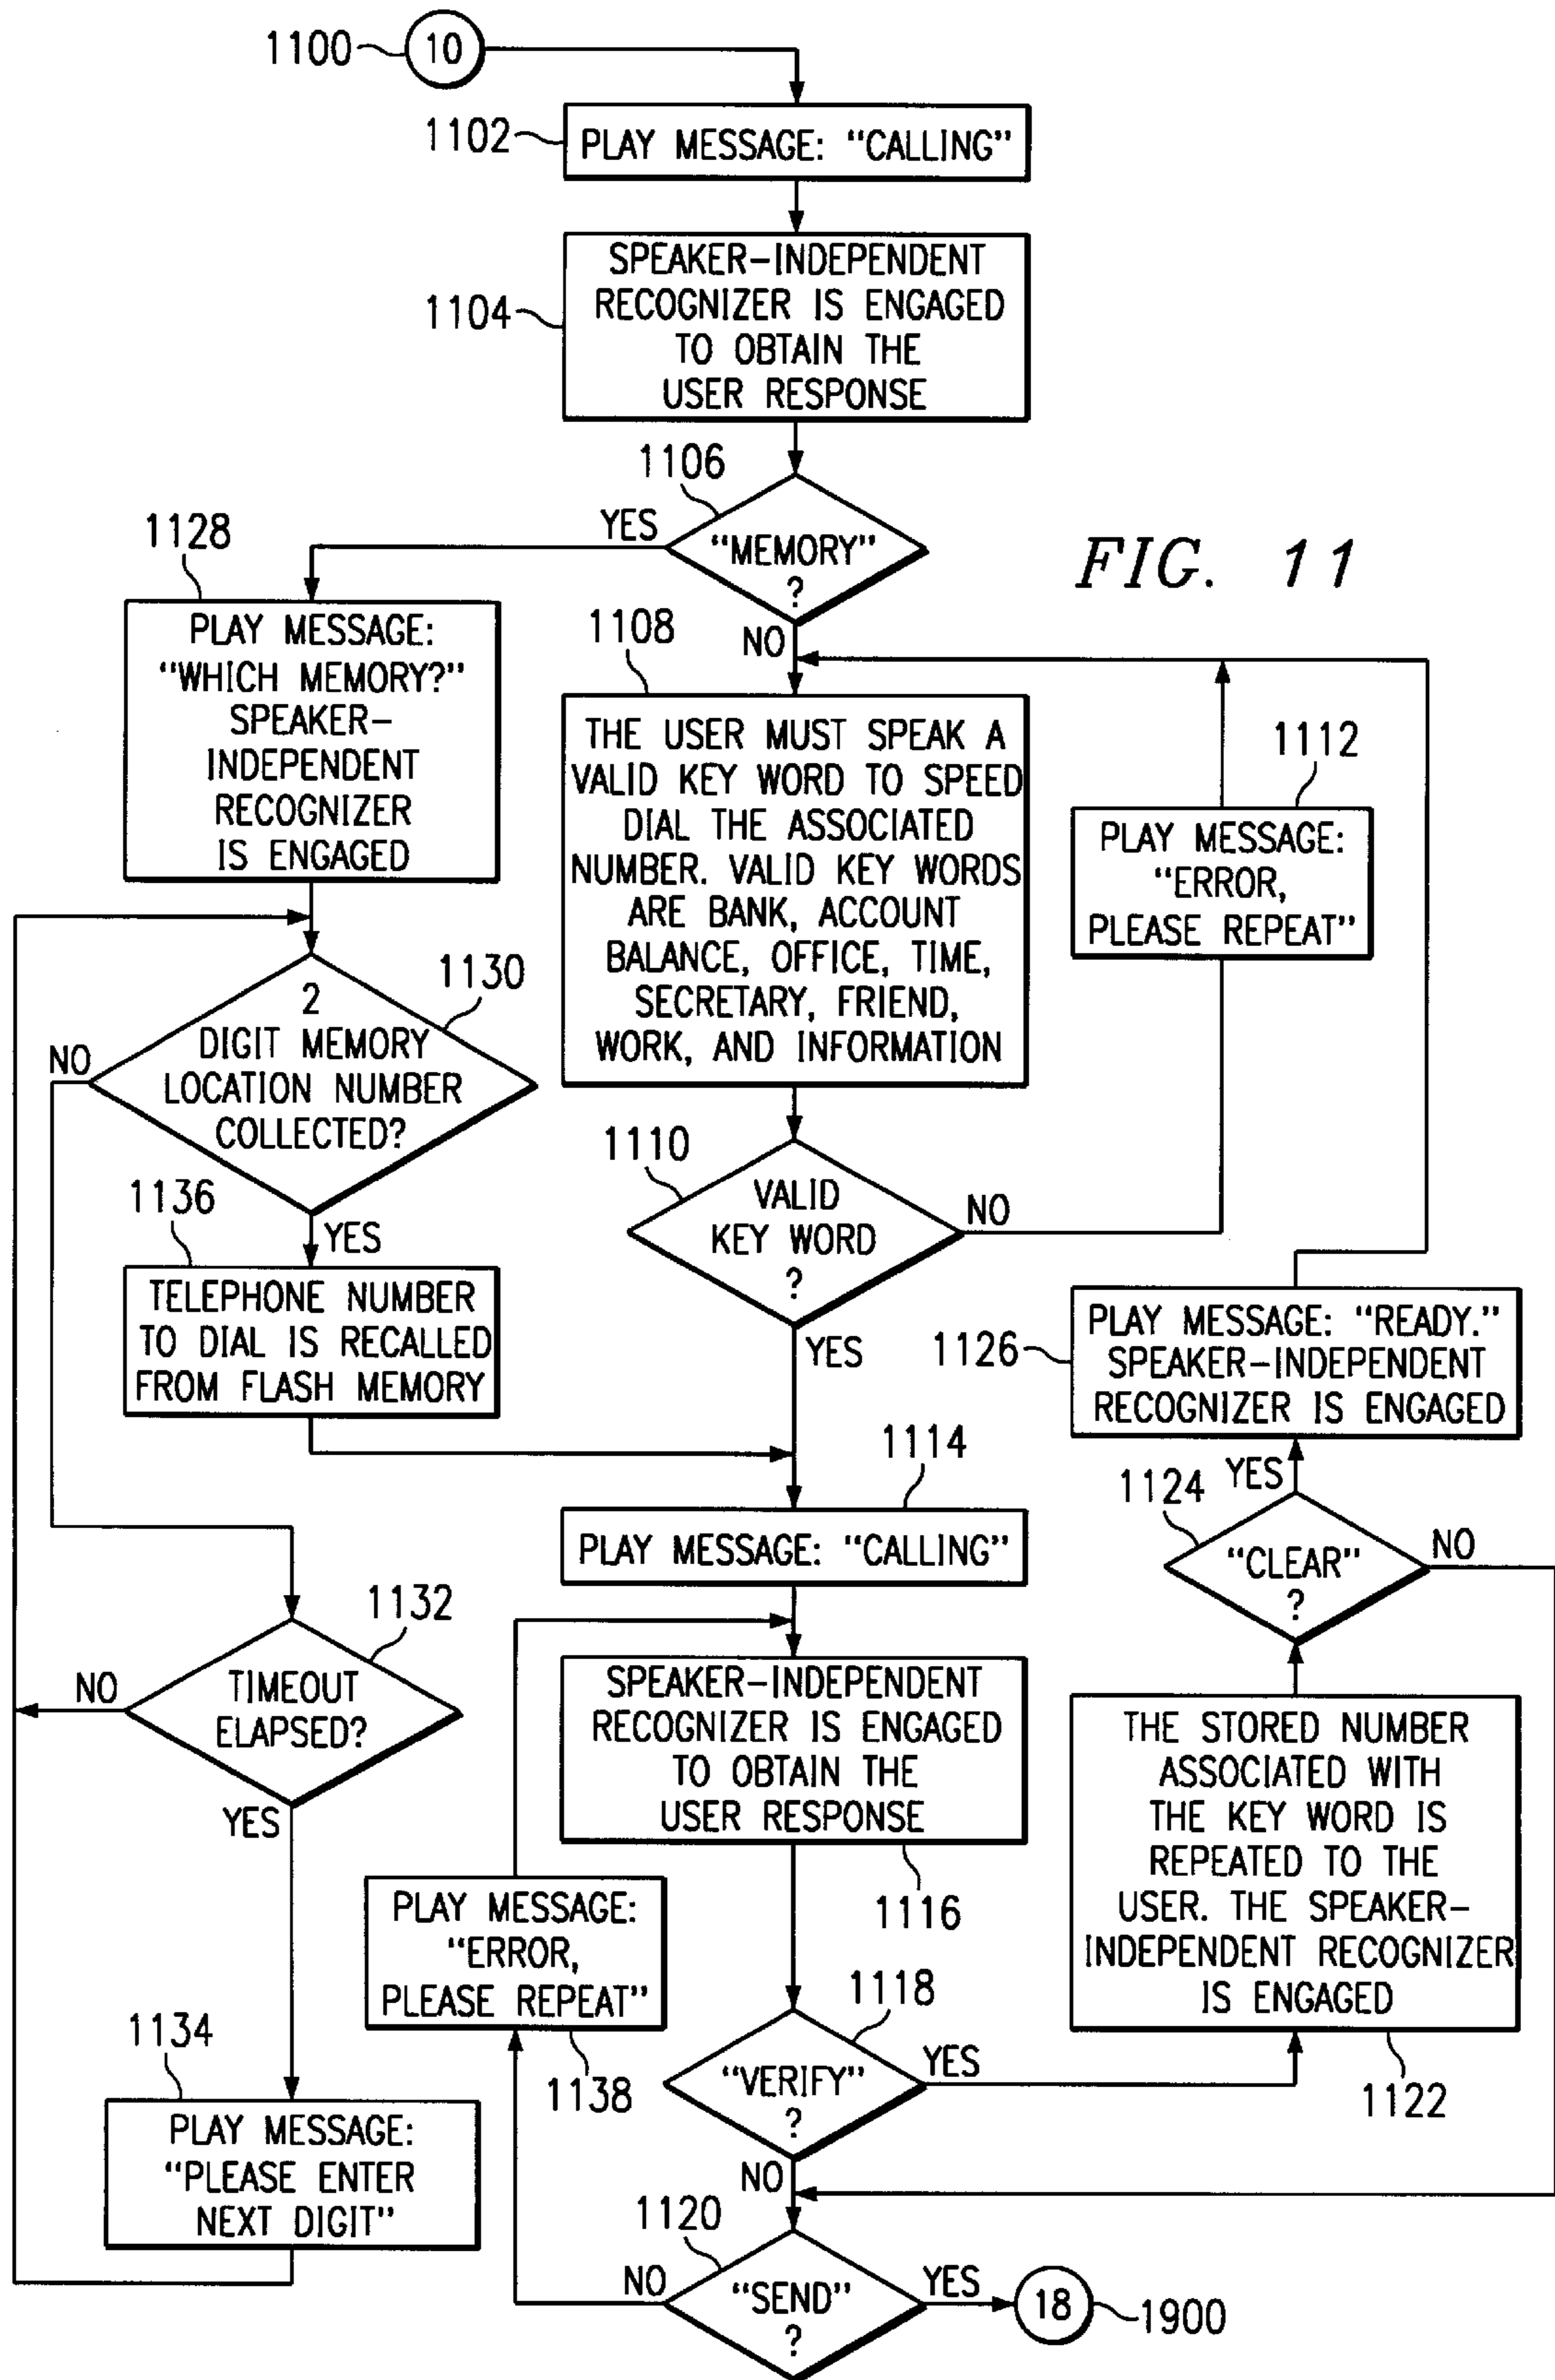 1100
10
1102
PLAY MESSAGE: “CALLING”
1104
SPEAKER–INDEPENDENT
RECOGNIZER IS ENGAGED
TO OBTAIN THE
USER RESPONSE
1106
“MEMORY”
?
YES
NO
FIG. 11
1128
PLAY MESSAGE:
“WHICH MEMORY?”
SPEAKER–
INDEPENDENT
RECOGNIZER
IS ENGAGED
1108
THE USER MUST SPEAK A
VALID KEY WORD TO SPEED
DIAL THE ASSOCIATED
NUMBER. VALID KEY WORDS
ARE BANK, ACCOUNT
BALANCE, OFFICE, TIME,
SECRETARY, FRIEND,
WORK, AND INFORMATION
1112
PLAY MESSAGE:
“ERROR,
PLEASE REPEAT”
1130
2
DIGIT MEMORY
LOCATION NUMBER
COLLECTED?
NO
YES
1110
VALID
KEY WORD
?
NO
YES
1136
TELEPHONE NUMBER
TO DIAL IS RECALLED
FROM FLASH MEMORY
1126
PLAY MESSAGE: “READY.”
SPEAKER–INDEPENDENT
RECOGNIZER IS ENGAGED
1114
PLAY MESSAGE: “CALLING”
1124
YES
“CLEAR”
?
NO
1132
TIMEOUT
ELAPSED?
NO
YES
SPEAKER–INDEPENDENT
RECOGNIZER IS ENGAGED
TO OBTAIN THE
USER RESPONSE
1116
THE STORED NUMBER
ASSOCIATED WITH
THE KEY WORD IS
REPEATED TO THE
USER. THE SPEAKER–
INDEPENDENT RECOGNIZER
IS ENGAGED
1122
PLAY MESSAGE:
“ERROR,
PLEASE REPEAT”
1138
1118
“VERIFY”
?
YES
NO
1134
PLAY MESSAGE:
“PLEASE ENTER
NEXT DIGIT”
1120
“SEND”
?
NO
YES
18
1900